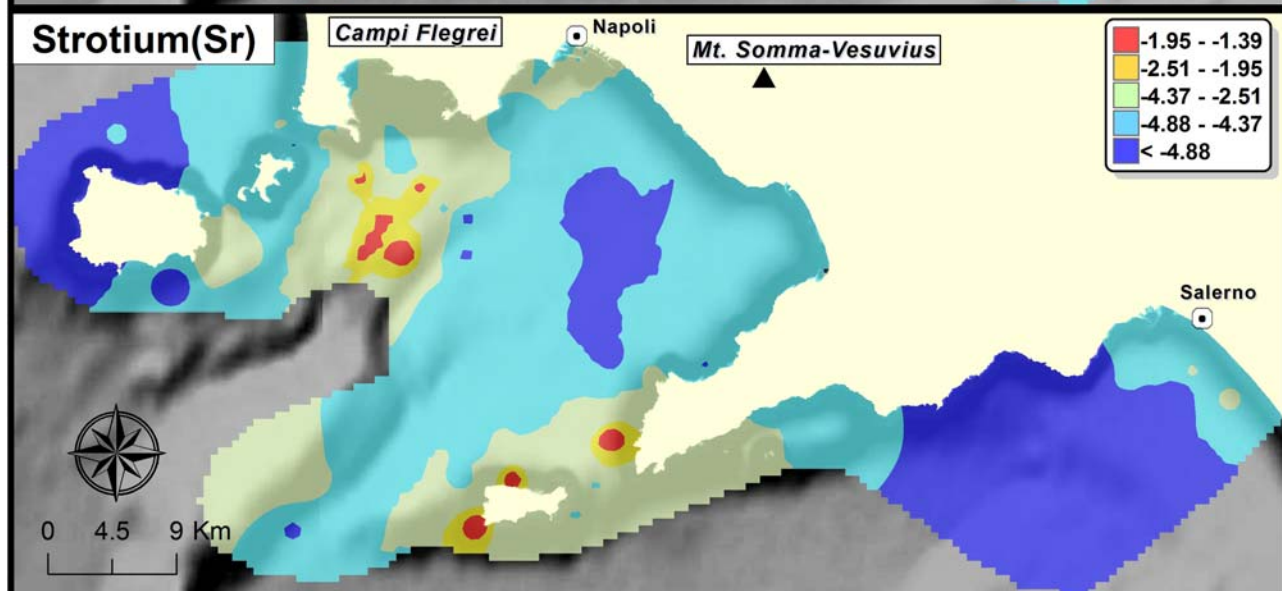 Strotium(Sr)
Campi Flegrei
Napoli
Mt. Somma-Vesuvius
-1.95 - -1.39
-2.51 - -1.95
-4.37 - -2.51
-4.88 - -4.37
< -4.88
Salerno
0 4.5 9 Km